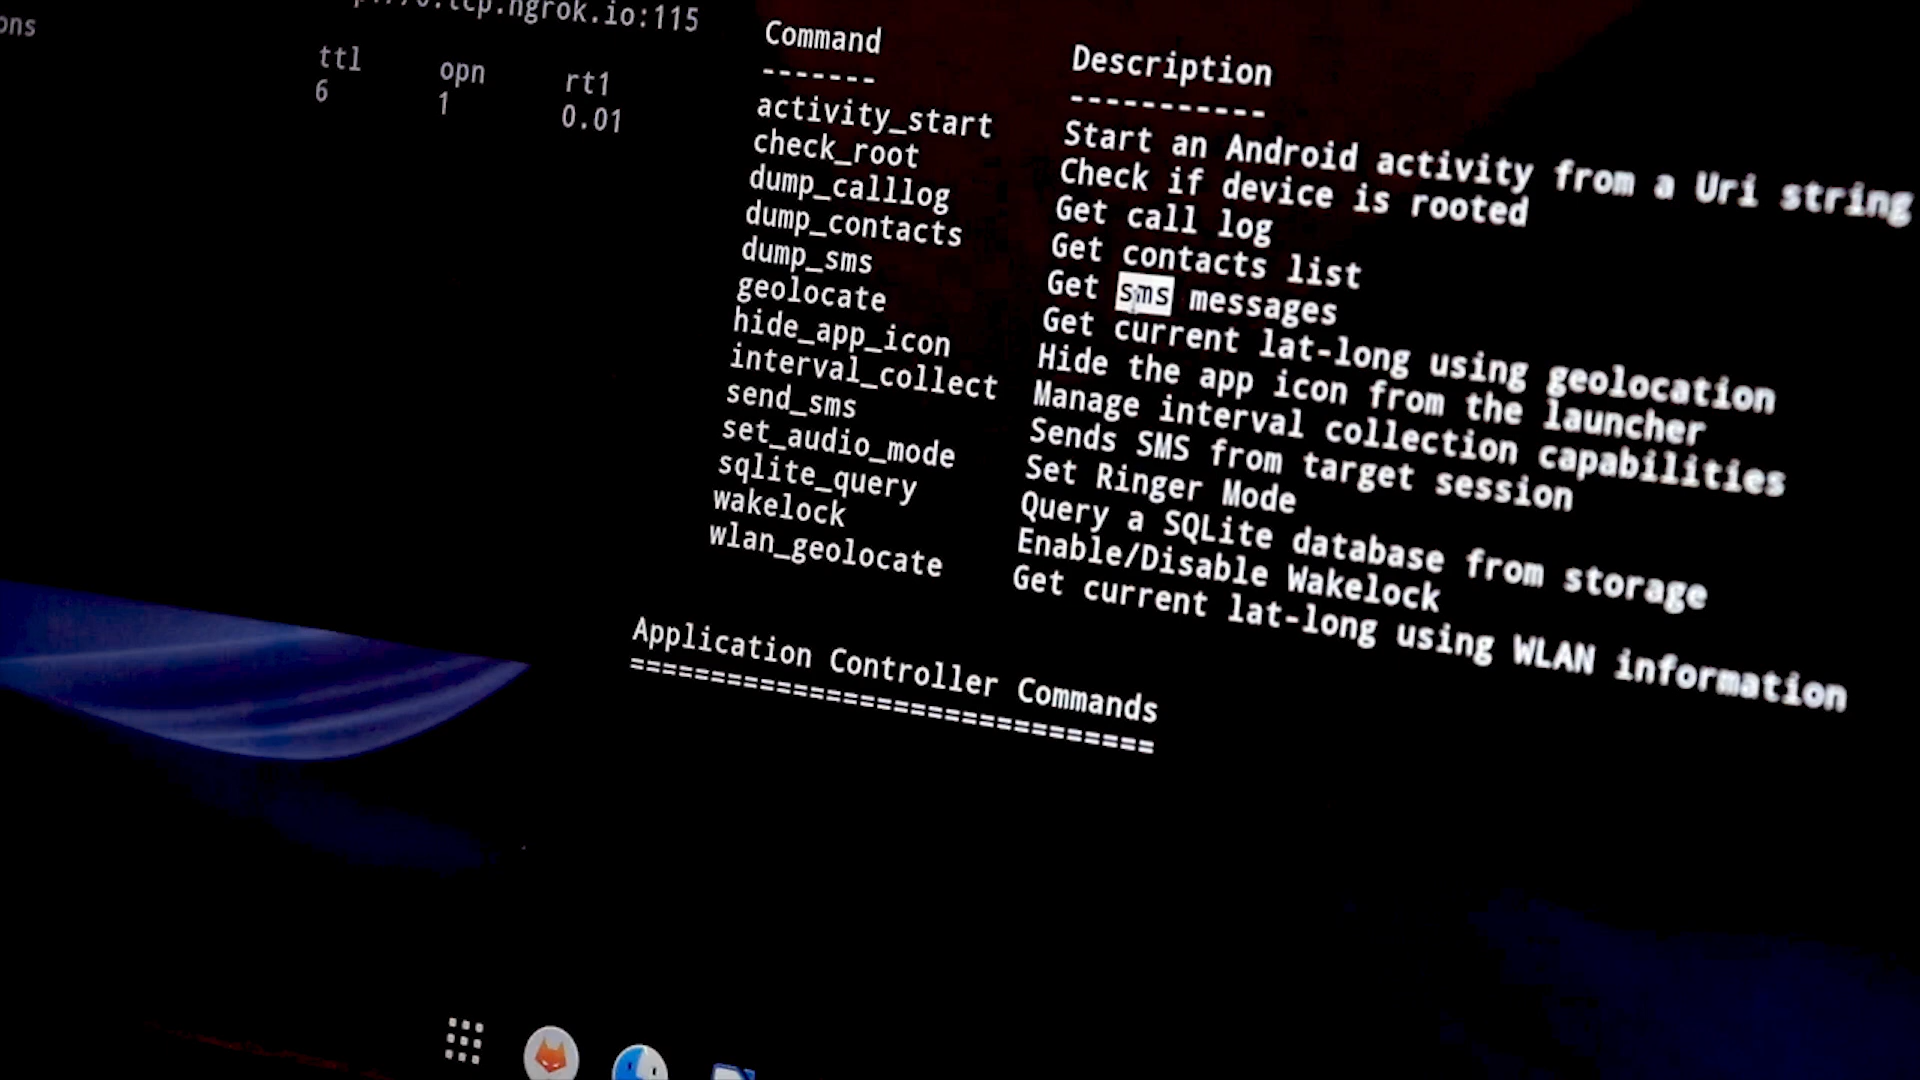 tcp.ngrok.io:115
ons
ttl opn rt1
6 1 0.01
Command Description
------- -----------
activity_start Start an Android activity from a Uri string
check_root Check if device is rooted
dump_calllog Get call log
dump_contacts Get contacts list
dump_sms Get sms messages
geolocate Get current lat-long using geolocation
hide_app_icon Hide the app icon from the launcher
interval_collect Manage interval collection capabilities
send_sms Sends SMS from target session
set_audio_mode Set Ringer Mode
sqlite_query Query a SQLite database from storage
wakelock Enable/Disable Wakelock
wlan_geolocate Get current lat-long using WLAN information
Application Controller Commands
===============================